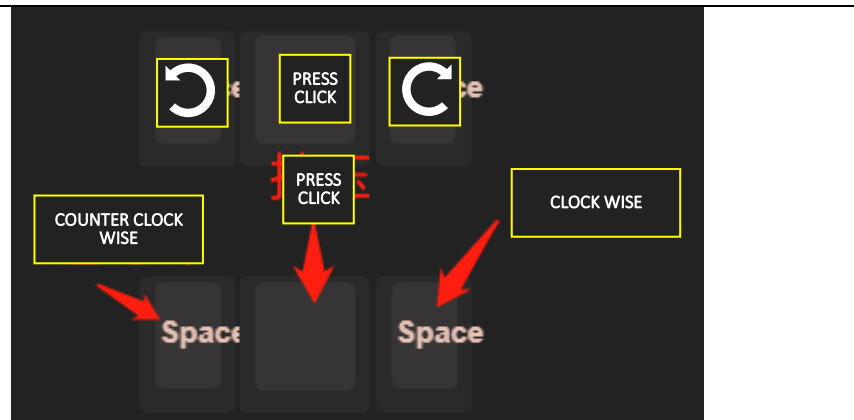 PRESS
CLICK
PRESS
CLICK
COUNTER CLOCK
WISE
CLOCK WISE
Space
Space